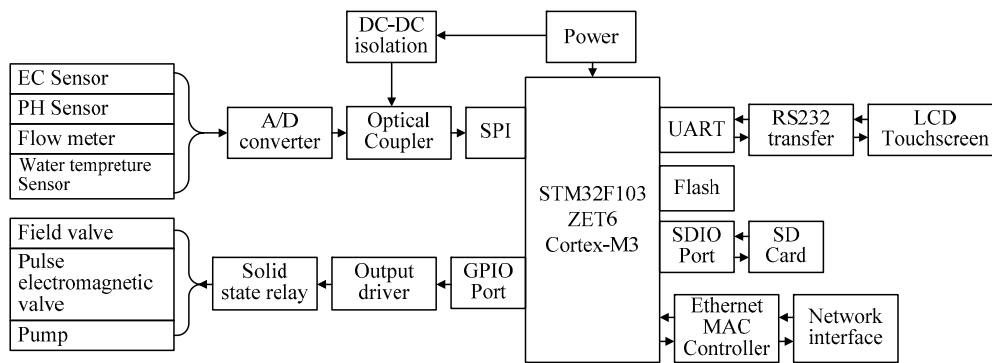 DC-DC
isolation
Power
EC Sensor
PH Sensor
Flow meter
Water tempreture
Sensor
A/D
converter
Optical
Coupler
SPI
STM32F103
ZET6
Cortex-M3
UART
RS232
transfer
LCD
Touchscreen
Flash
SDIO
Port
SD
Card
Ethernet
MAC
Controller
Network
interface
Field valve
Pulse
electromagnetic
valve
Pump
Solid
state relay
Output
driver
GPIO
Port